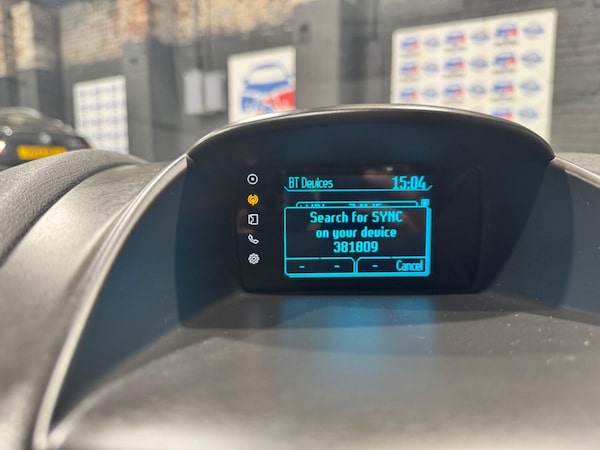 BT Devices 15:04
Search for SYNC
on your device
381809
Cancel